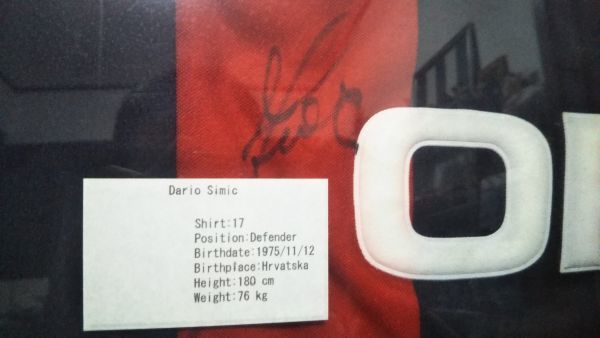 Dario Simic
Shirt:17
Position:Defender
Birthdate:1975/11/12
Birthplace:Hrvatska
Height:180 cm
Weight:76 kg
O